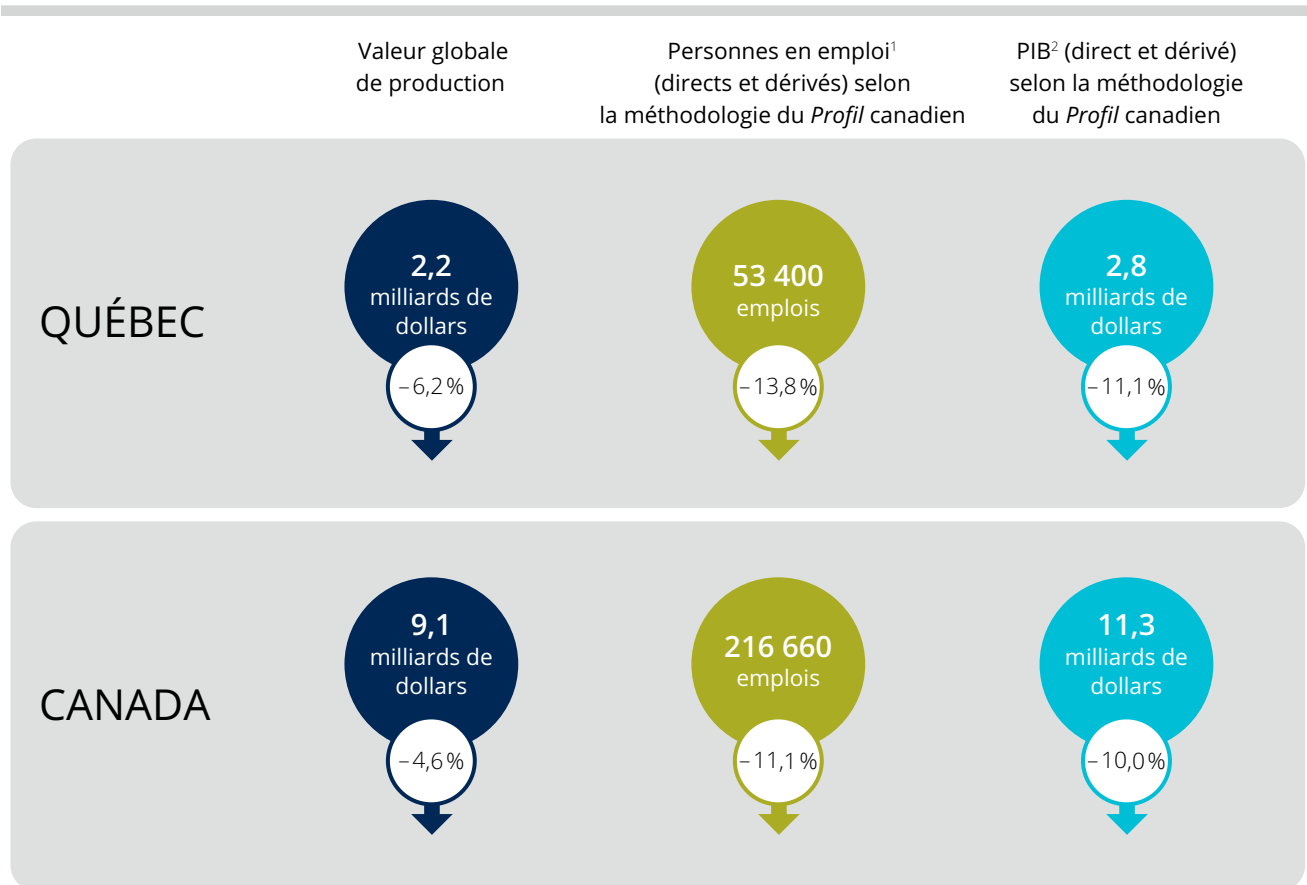 Valeur globale
de production
Personnes en emploi¹
(directs et dérivés) selon
la méthodologie du Profil canadien
PIB² (direct et dérivé)
selon la méthodologie
du Profil canadien
QUÉBEC
2,2
milliards de
dollars
–6,2 %
53 400
emplois
–13,8 %
2,8
milliards de
dollars
–11,1 %
CANADA
9,1
milliards de
dollars
–4,6 %
216 660
emplois
–11,1 %
11,3
milliards de
dollars
–10,0 %